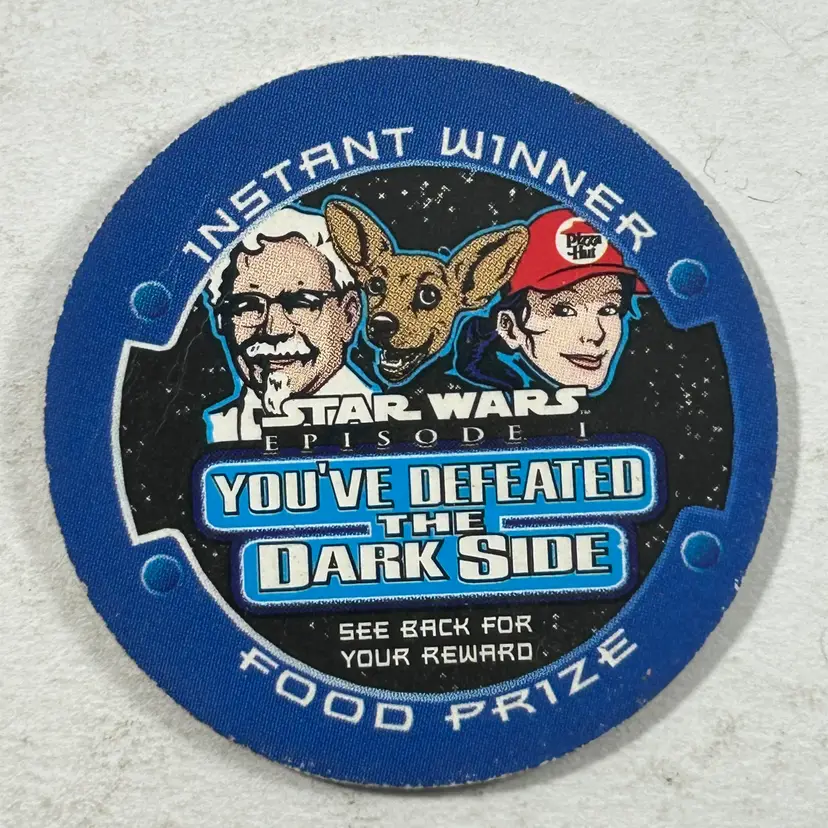 INSTANT WINNER
Pizza
Hut
STAR WARS™
EPISODE I
YOU'VE DEFEATED
THE
DARK SIDE
SEE BACK FOR
YOUR REWARD
FOOD PRIZE